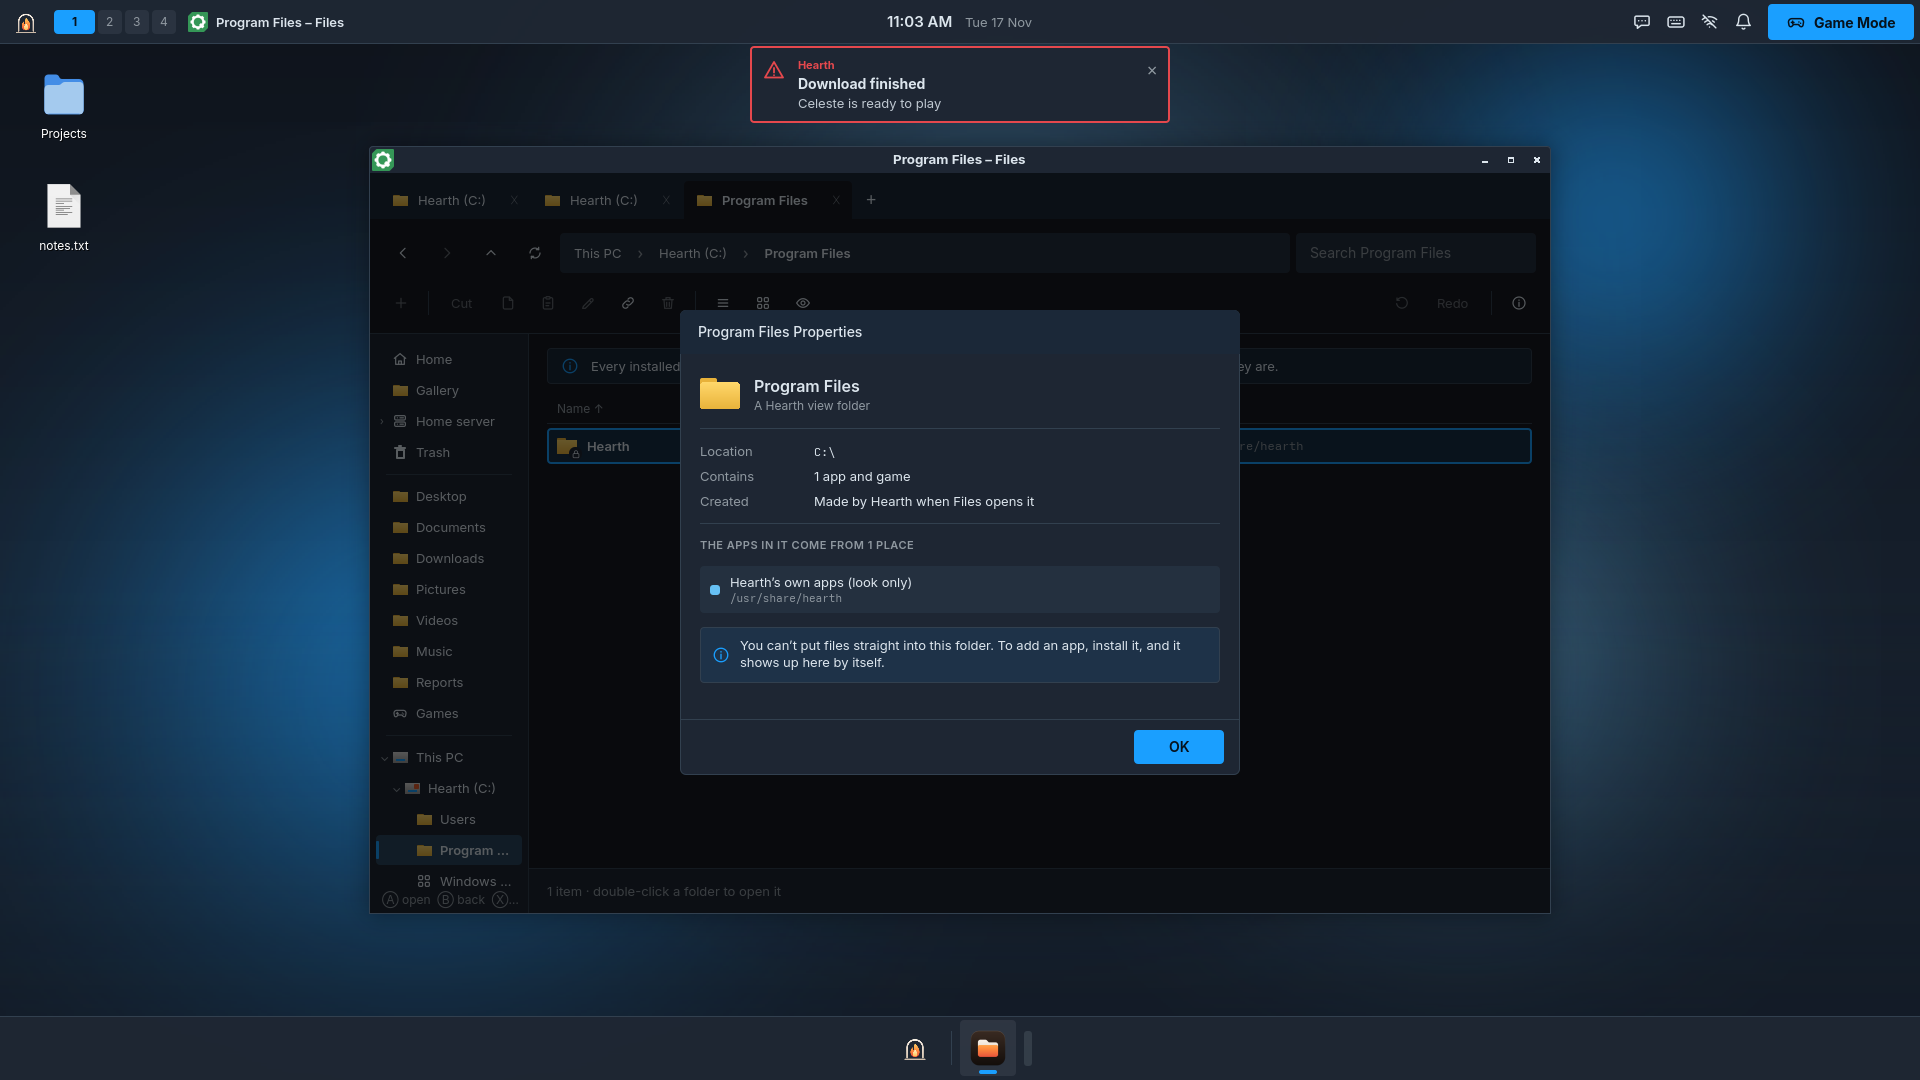 1 2 3 4 Program Files – Files
11:03 AM Tue 17 Nov
Game Mode
Hearth
Download finished
Celeste is ready to play
Projects
notes.txt
Program Files – Files
Hearth (C:) Hearth (C:) Program Files
This PC Hearth (C:) Program Files
Search Program Files
Cut
Redo
Home
Gallery
Home server
Trash
Desktop
Documents
Downloads
Pictures
Videos
Music
Reports
Games
This PC
Hearth (C:)
Users
Program ...
Windows ...
A open B back X...
Every installed
ey are.
Name ↑
Hearth
re/hearth
1 item · double-click a folder to open it
Program Files Properties
Program Files
A Hearth view folder
Location C:\
Contains 1 app and game
Created Made by Hearth when Files opens it
THE APPS IN IT COME FROM 1 PLACE
Hearth’s own apps (look only)
/usr/share/hearth
You can’t put files straight into this folder. To add an app, install it, and it
shows up here by itself.
OK